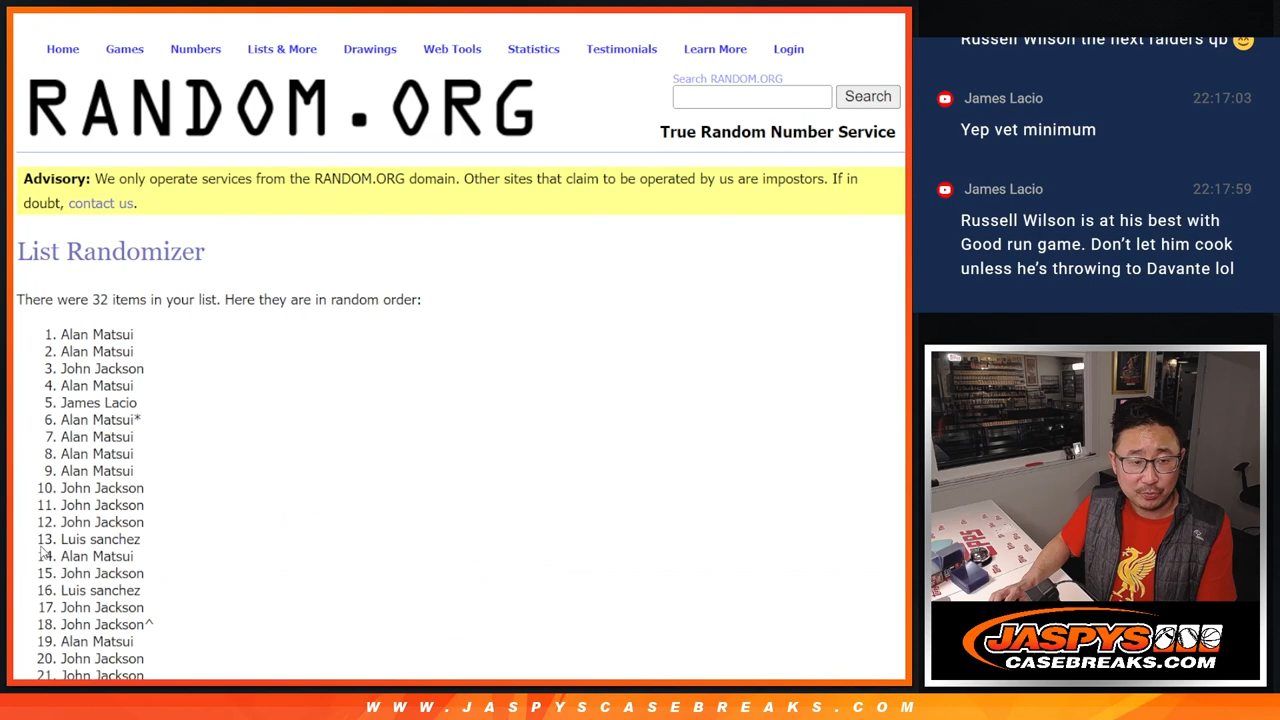 Home Games Numbers Lists & More Drawings Web Tools Statistics Testimonials Learn More Login
RANDOM.ORG
Search RANDOM.ORG
Search
True Random Number Service
Advisory: We only operate services from the RANDOM.ORG domain. Other sites that claim to be operated by us are impostors. If in
doubt, contact us.
List Randomizer
There were 32 items in your list. Here they are in random order:
1. Alan Matsui
2. Alan Matsui
3. John Jackson
4. Alan Matsui
5. James Lacio
6. Alan Matsui*
7. Alan Matsui
8. Alan Matsui
9. Alan Matsui
10. John Jackson
11. John Jackson
12. John Jackson
13. Luis sanchez
14. Alan Matsui
15. John Jackson
16. Luis sanchez
17. John Jackson
18. John Jackson^
19. Alan Matsui
20. John Jackson
21. John Jackson
Russell Wilson the next raiders qb 😊
James Lacio 22:17:03
Yep vet minimum
James Lacio 22:17:59
Russell Wilson is at his best with
Good run game. Don’t let him cook
unless he’s throwing to Davante lol
JASPYS
CASEBREAKS.COM
WWW.JASPYSCASEBREAKS.COM